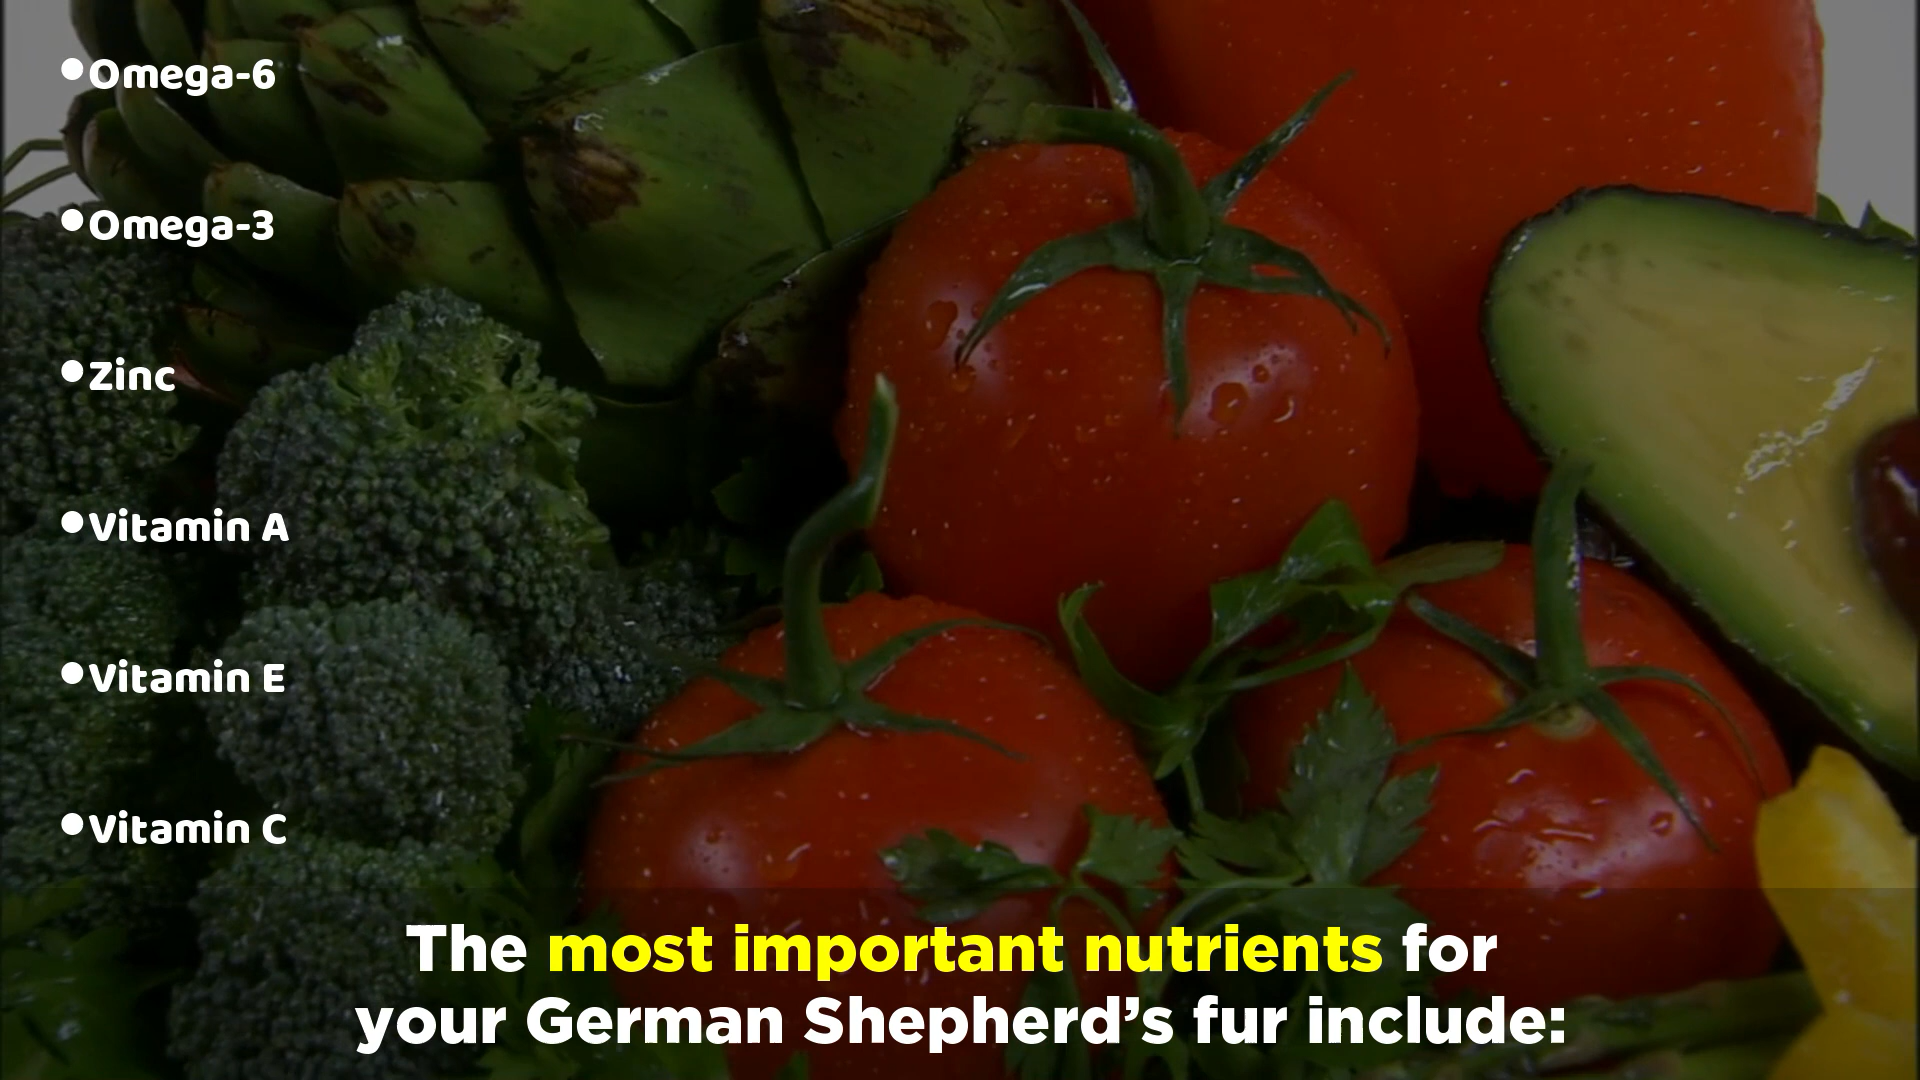 •Omega-6
•Omega-3
•Zinc
•Vitamin A
•Vitamin E
•Vitamin C
The most important nutrients for
your German Shepherd’s fur include: